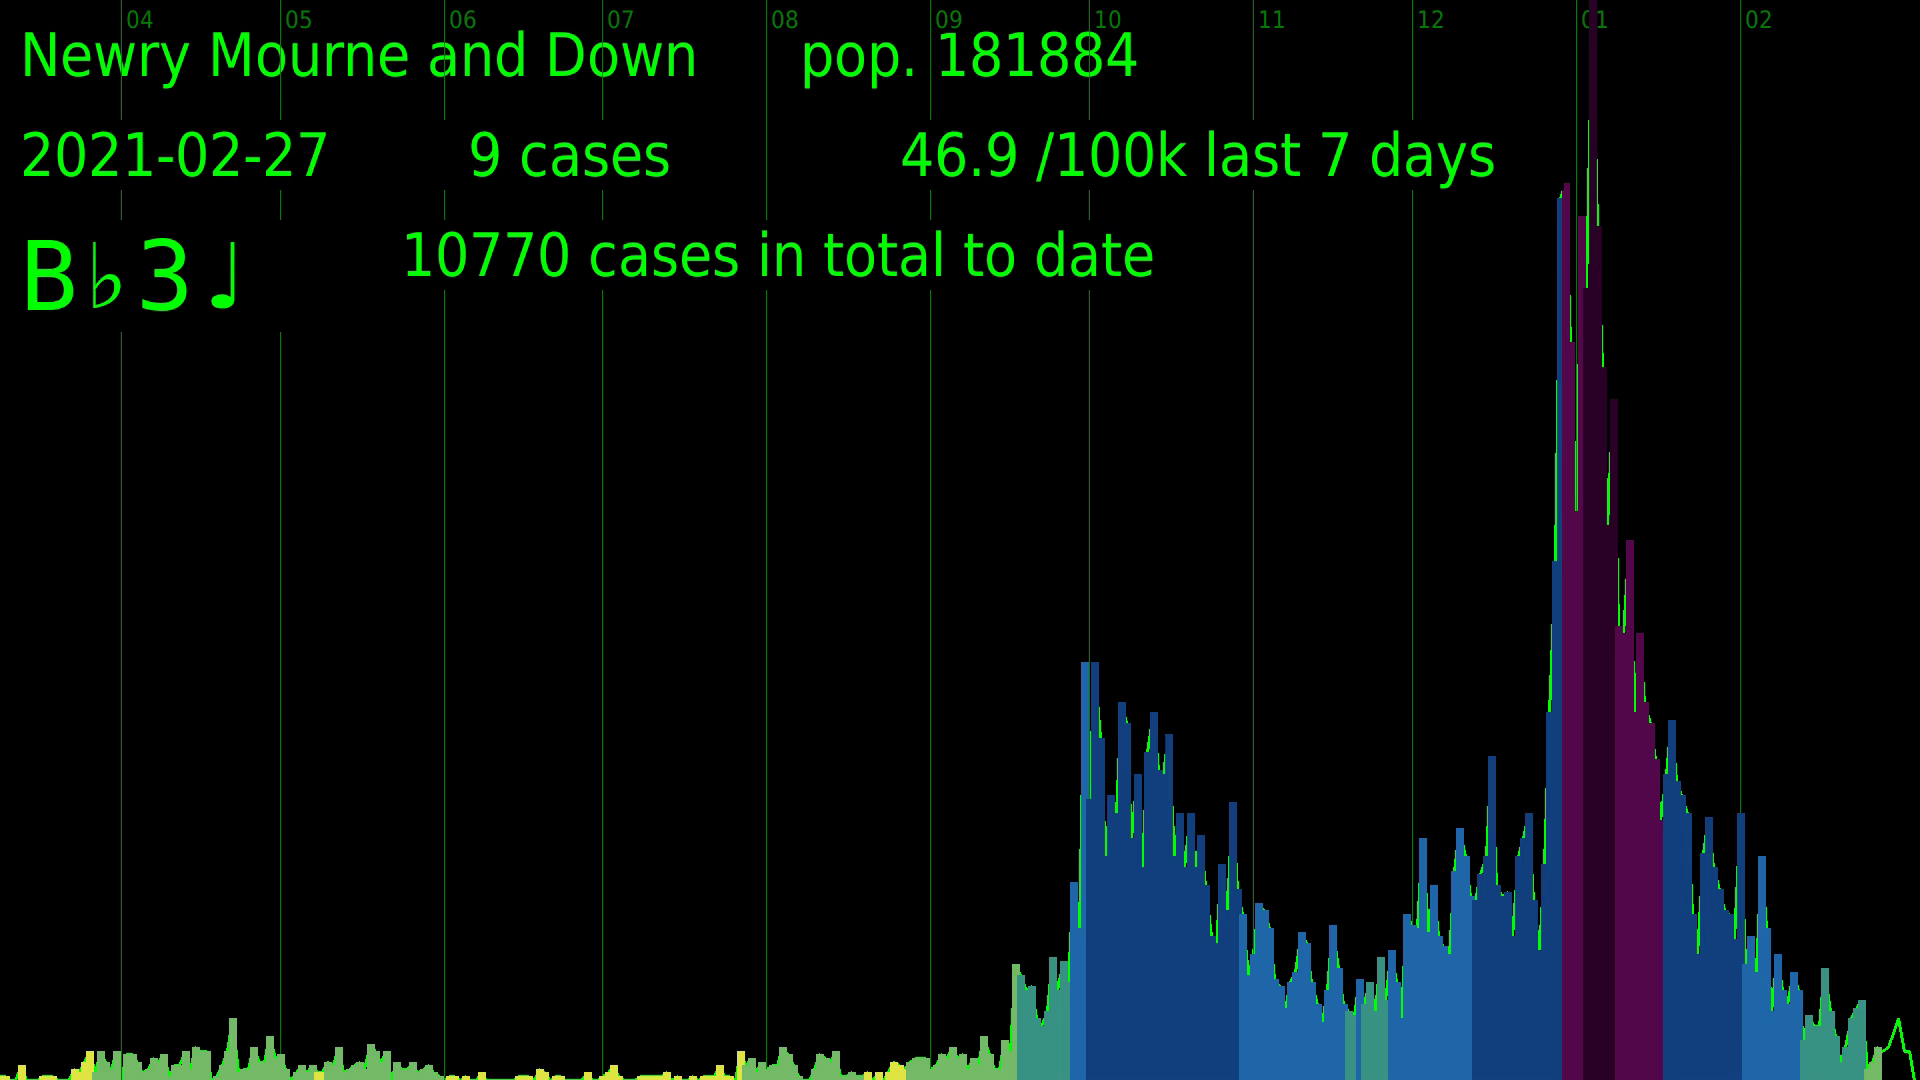 04 05 06 07 08 09 10 11 12 01 02
Newry Mourne and Down pop. 181884
2021-02-27 9 cases 46.9 /100k last 7 days
B♭3♩ 10770 cases in total to date